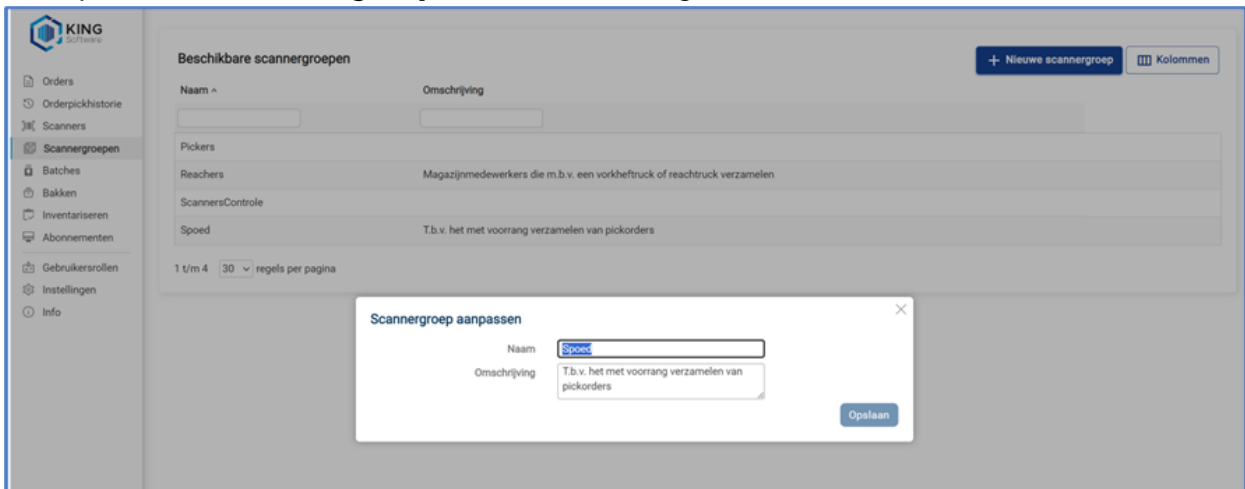 KING
Software
Orders
Orderpickhistorie
Scanners
Scannergroepen
Batches
Bakken
Inventariseren
Abonnementen
Gebruikersrollen
Instellingen
Info
Beschikbare scannergroepen
+ Nieuwe scannergroep
Kolommen
Naam
Omschrijving
Pickers
Reachers
Magazijnmedewerkers die m.b.v. een vorkheftruck of reachtruck verzamelen
ScannersControle
Spoed
T.b.v. het met voorrang verzamelen van pickorders
1 t/m 4 30 regels per pagina
Scannergroep aanpassen
Naam
Spoed
Omschrijving
T.b.v. het met voorrang verzamelen van
pickorders
Opslaan